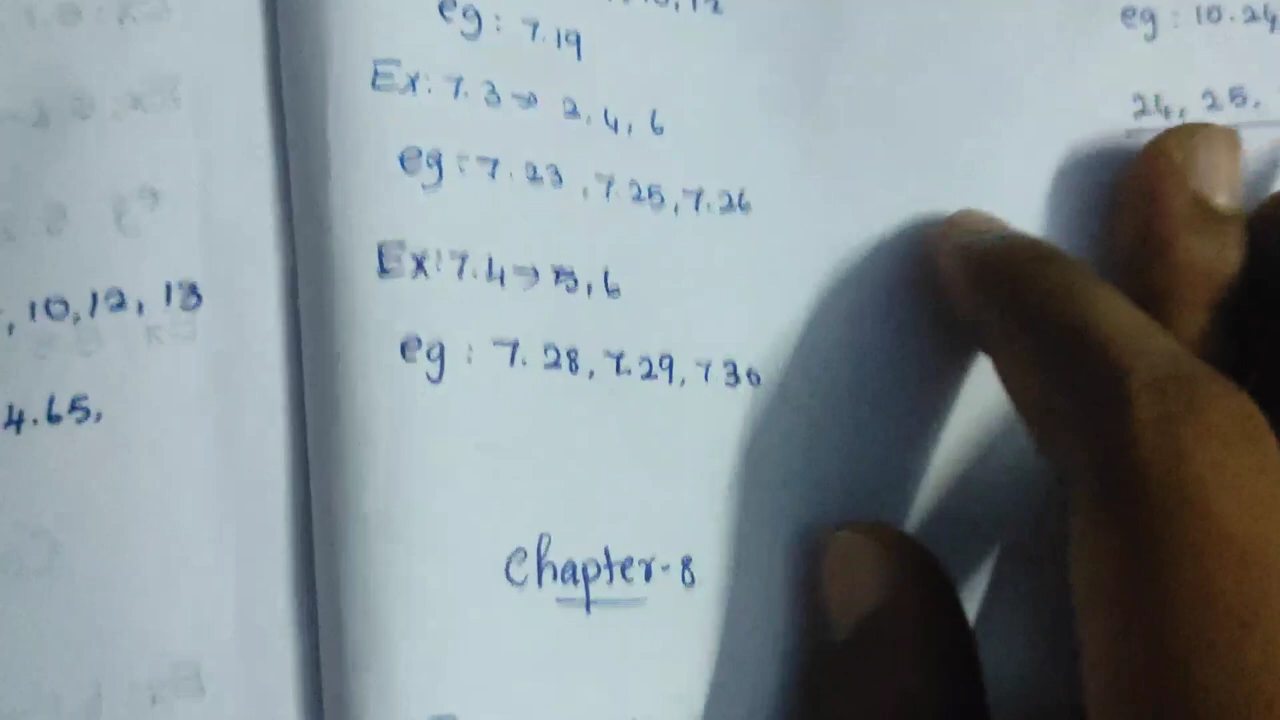 , 10, 12, 13
4.65,
eg: 7.19
Ex: 7.3 → 2, 4, 6
eg: 7.23, 7.25, 7.26
Ex: 7.4 → 5, 6
eg: 7.28, 7.29, 7.30
Chapter-8
eg: 10.24
24, 25.